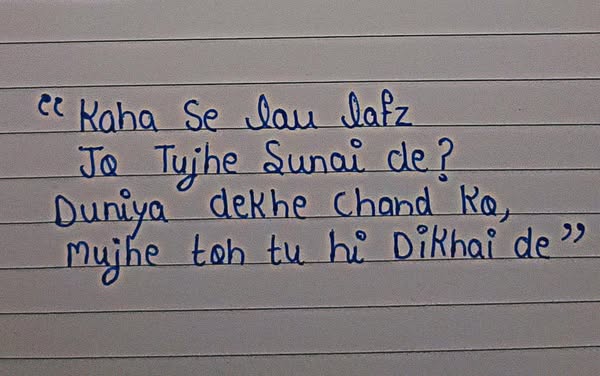 “Kaha Se lau lafz
Jo Tujhe Sunai de?
Duniya dekhe Chand Ko,
Mujhe toh tu hi Dikhai de”